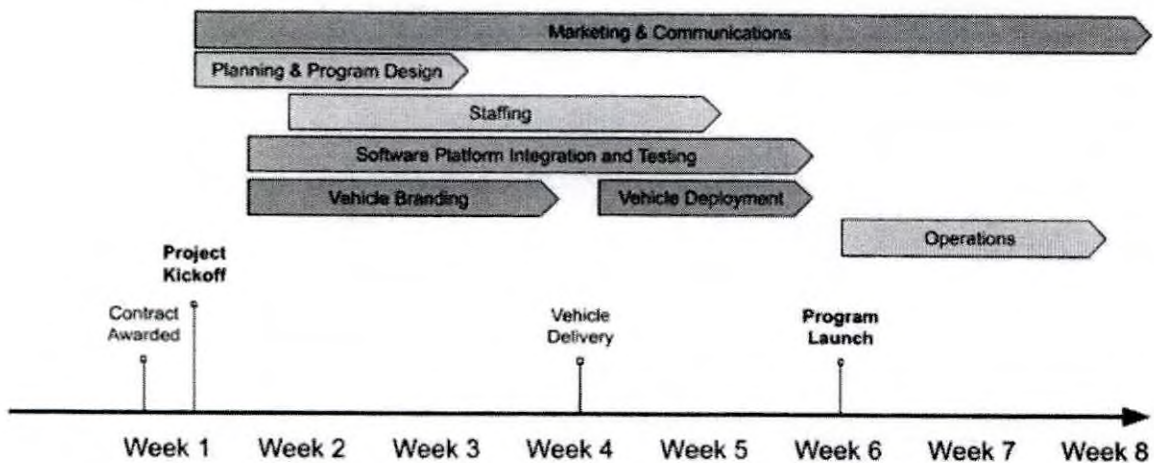 Marketing & Communications
Planning & Program Design
Staffing
Software Platform Integration and Testing
Vehicle Branding
Vehicle Deployment
Operations
Project
Kickoff
Contract
Awarded
Vehicle
Delivery
Program
Launch
Week 1
Week 2
Week 3
Week 4
Week 5
Week 6
Week 7
Week 8